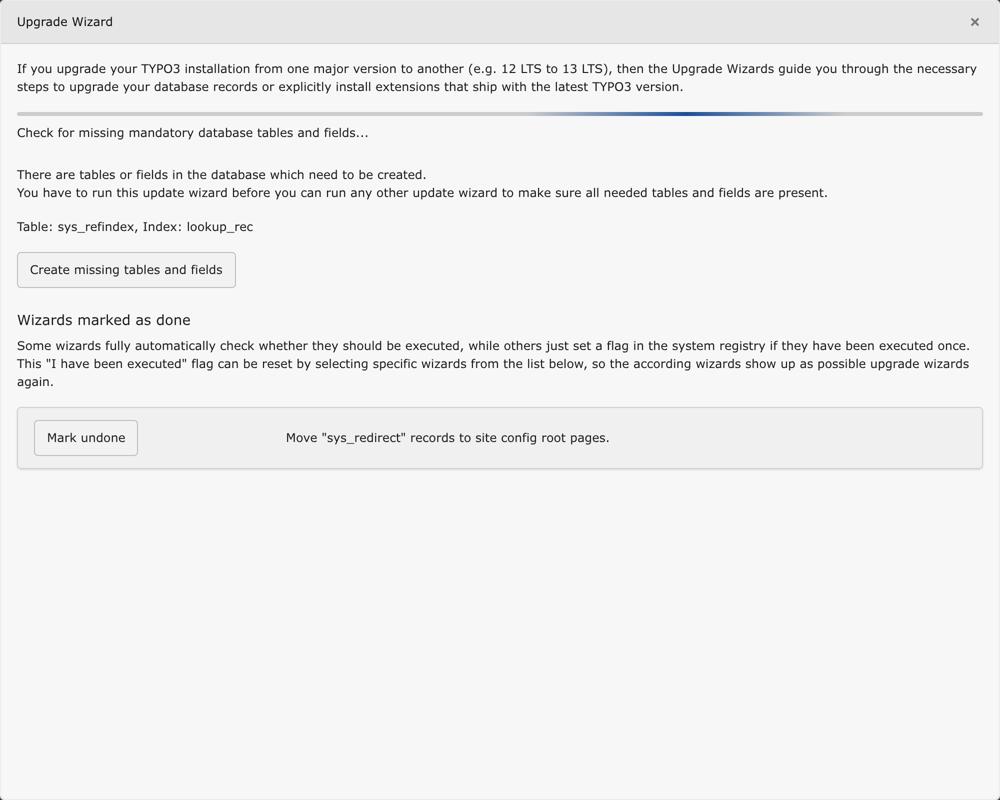 Upgrade Wizard
If you upgrade your TYPO3 installation from one major version to another (e.g. 12 LTS to 13 LTS), then the Upgrade Wizards guide you through the necessary
steps to upgrade your database records or explicitly install extensions that ship with the latest TYPO3 version.
Check for missing mandatory database tables and fields...
There are tables or fields in the database which need to be created.
You have to run this update wizard before you can run any other update wizard to make sure all needed tables and fields are present.
Table: sys_refindex, Index: lookup_rec
Create missing tables and fields
Wizards marked as done
Some wizards fully automatically check whether they should be executed, while others just set a flag in the system registry if they have been executed once.
This "I have been executed" flag can be reset by selecting specific wizards from the list below, so the according wizards show up as possible upgrade wizards
again.
Mark undone
Move "sys_redirect" records to site config root pages.